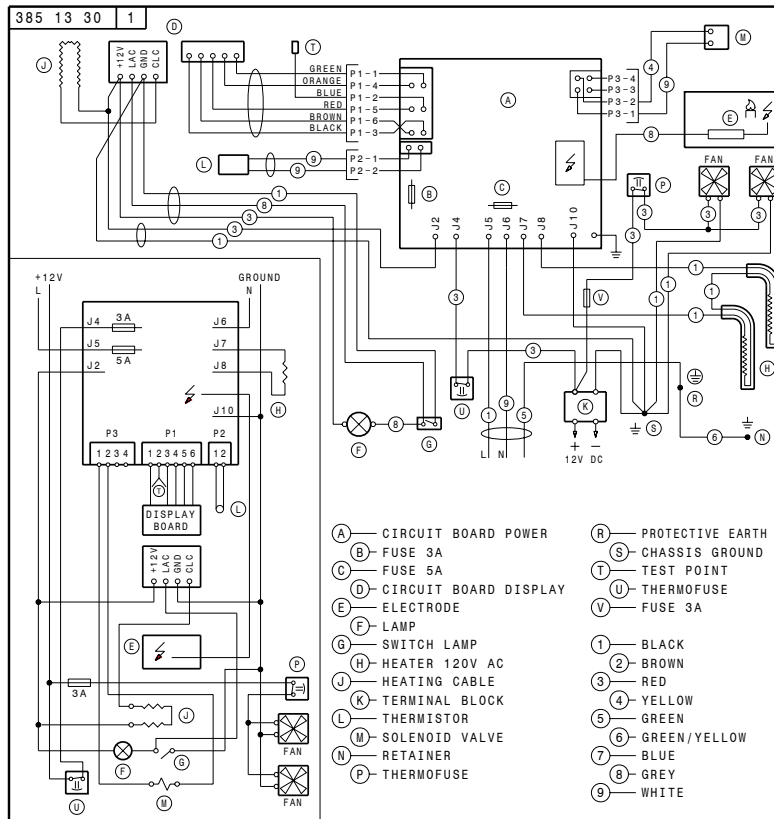 385 13 30 1
J
+12V
LAC
GND
CLC
D
T
GREEN P1-1
ORANGE P1-4
BLUE P1-2
RED P1-5
BROWN P1-6
BLACK P1-3
L
9 P2-1
9 P2-2
A
B
C
J2
J4
J5
J6
J7
J8
J10
P3-4
P3-3
P3-2
P3-1
4
9
M
8
E
P
FAN
FAN
3
3
3
3
1
8
3
1
3
V
1
1
1
1
1
H
3
3
U
1
9
5
L N
K
+ −
12V DC
R
S
6
N
F
8
G
+12V
L
GROUND
N
J4
3A
J5
5A
J2
J6
J7
J8
J10
H
P3
1234
P1
123456
P2
12
T
L
DISPLAY
BOARD
+12V
LAC
GND
CLC
E
3A
P
J
FAN
F
G
U
M
FAN
A CIRCUIT BOARD POWER
B FUSE 3A
C FUSE 5A
D CIRCUIT BOARD DISPLAY
E ELECTRODE
F LAMP
G SWITCH LAMP
H HEATER 120V AC
J HEATING CABLE
K TERMINAL BLOCK
L THERMISTOR
M SOLENOID VALVE
N RETAINER
P THERMOFUSE
R PROTECTIVE EARTH
S CHASSIS GROUND
T TEST POINT
U THERMOFUSE
V FUSE 3A
1 BLACK
2 BROWN
3 RED
4 YELLOW
5 GREEN
6 GREEN/YELLOW
7 BLUE
8 GREY
9 WHITE